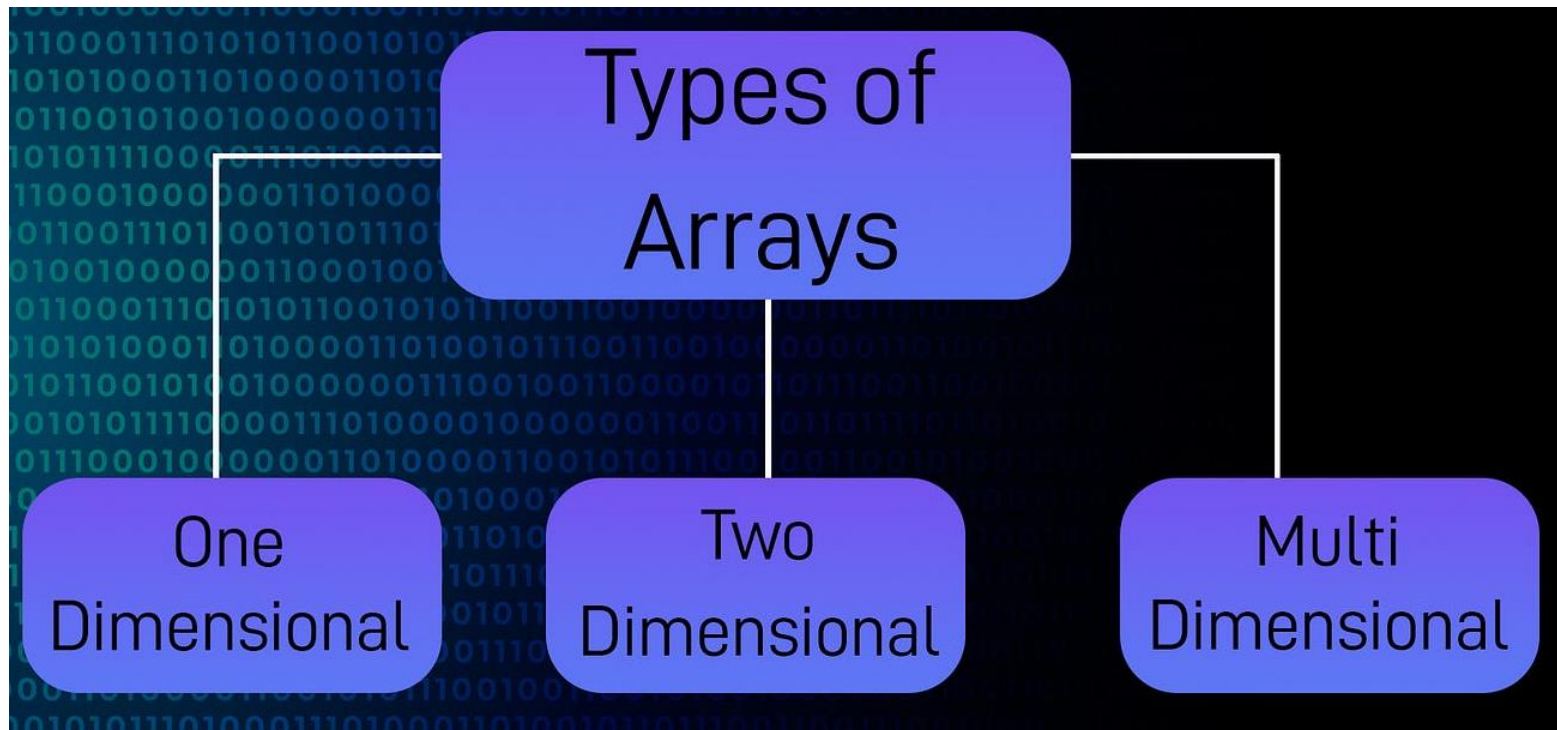 Types of
Arrays
One
Dimensional
Two
Dimensional
Multi
Dimensional